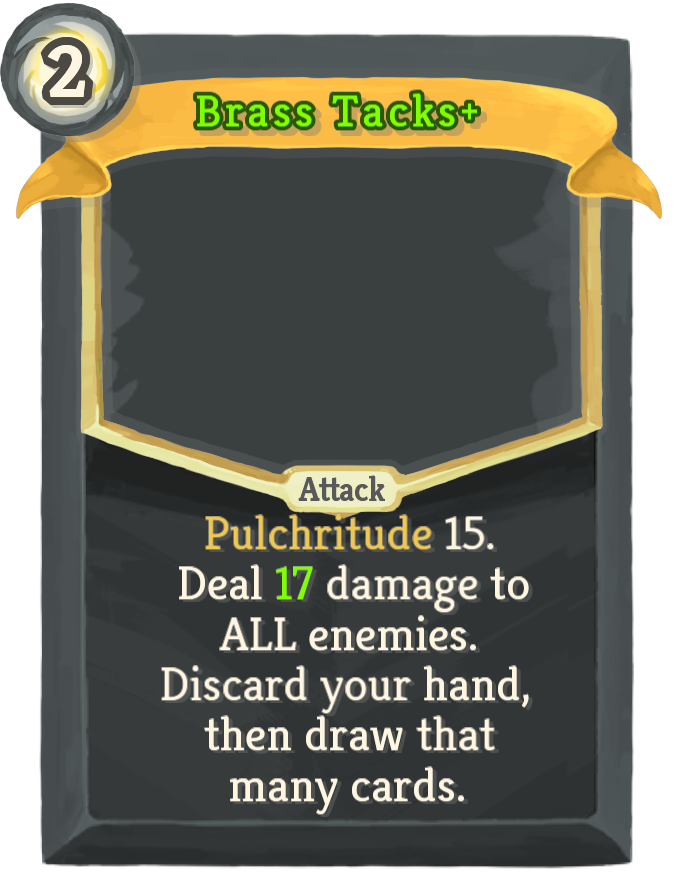 2
Brass Tacks+
Attack
Pulchritude 15.
Deal 17 damage to
ALL enemies.
Discard your hand,
then draw that
many cards.